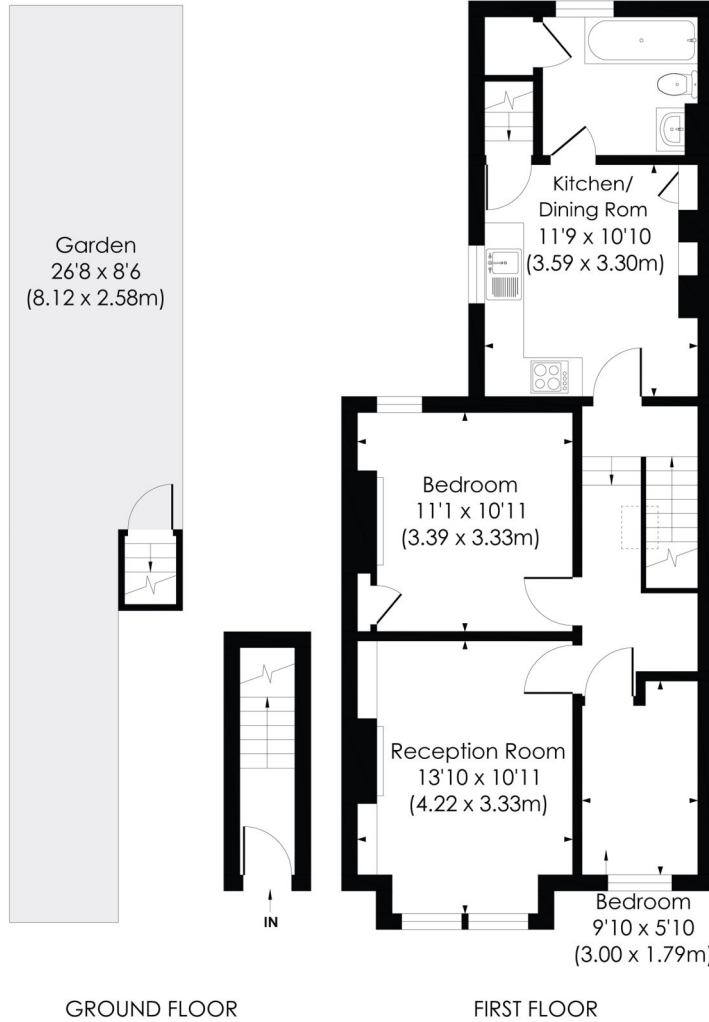 Kitchen/
Dining Rom
11'9 x 10'10
(3.59 x 3.30m)
Garden
26'8 x 8'6
(8.12 x 2.58m)
Bedroom
11'1 x 10'11
(3.39 x 3.33m)
Reception Room
13'10 x 10'11
(4.22 x 3.33m)
IN
Bedroom
9'10 x 5'10
(3.00 x 1.79m)
GROUND FLOOR
FIRST FLOOR